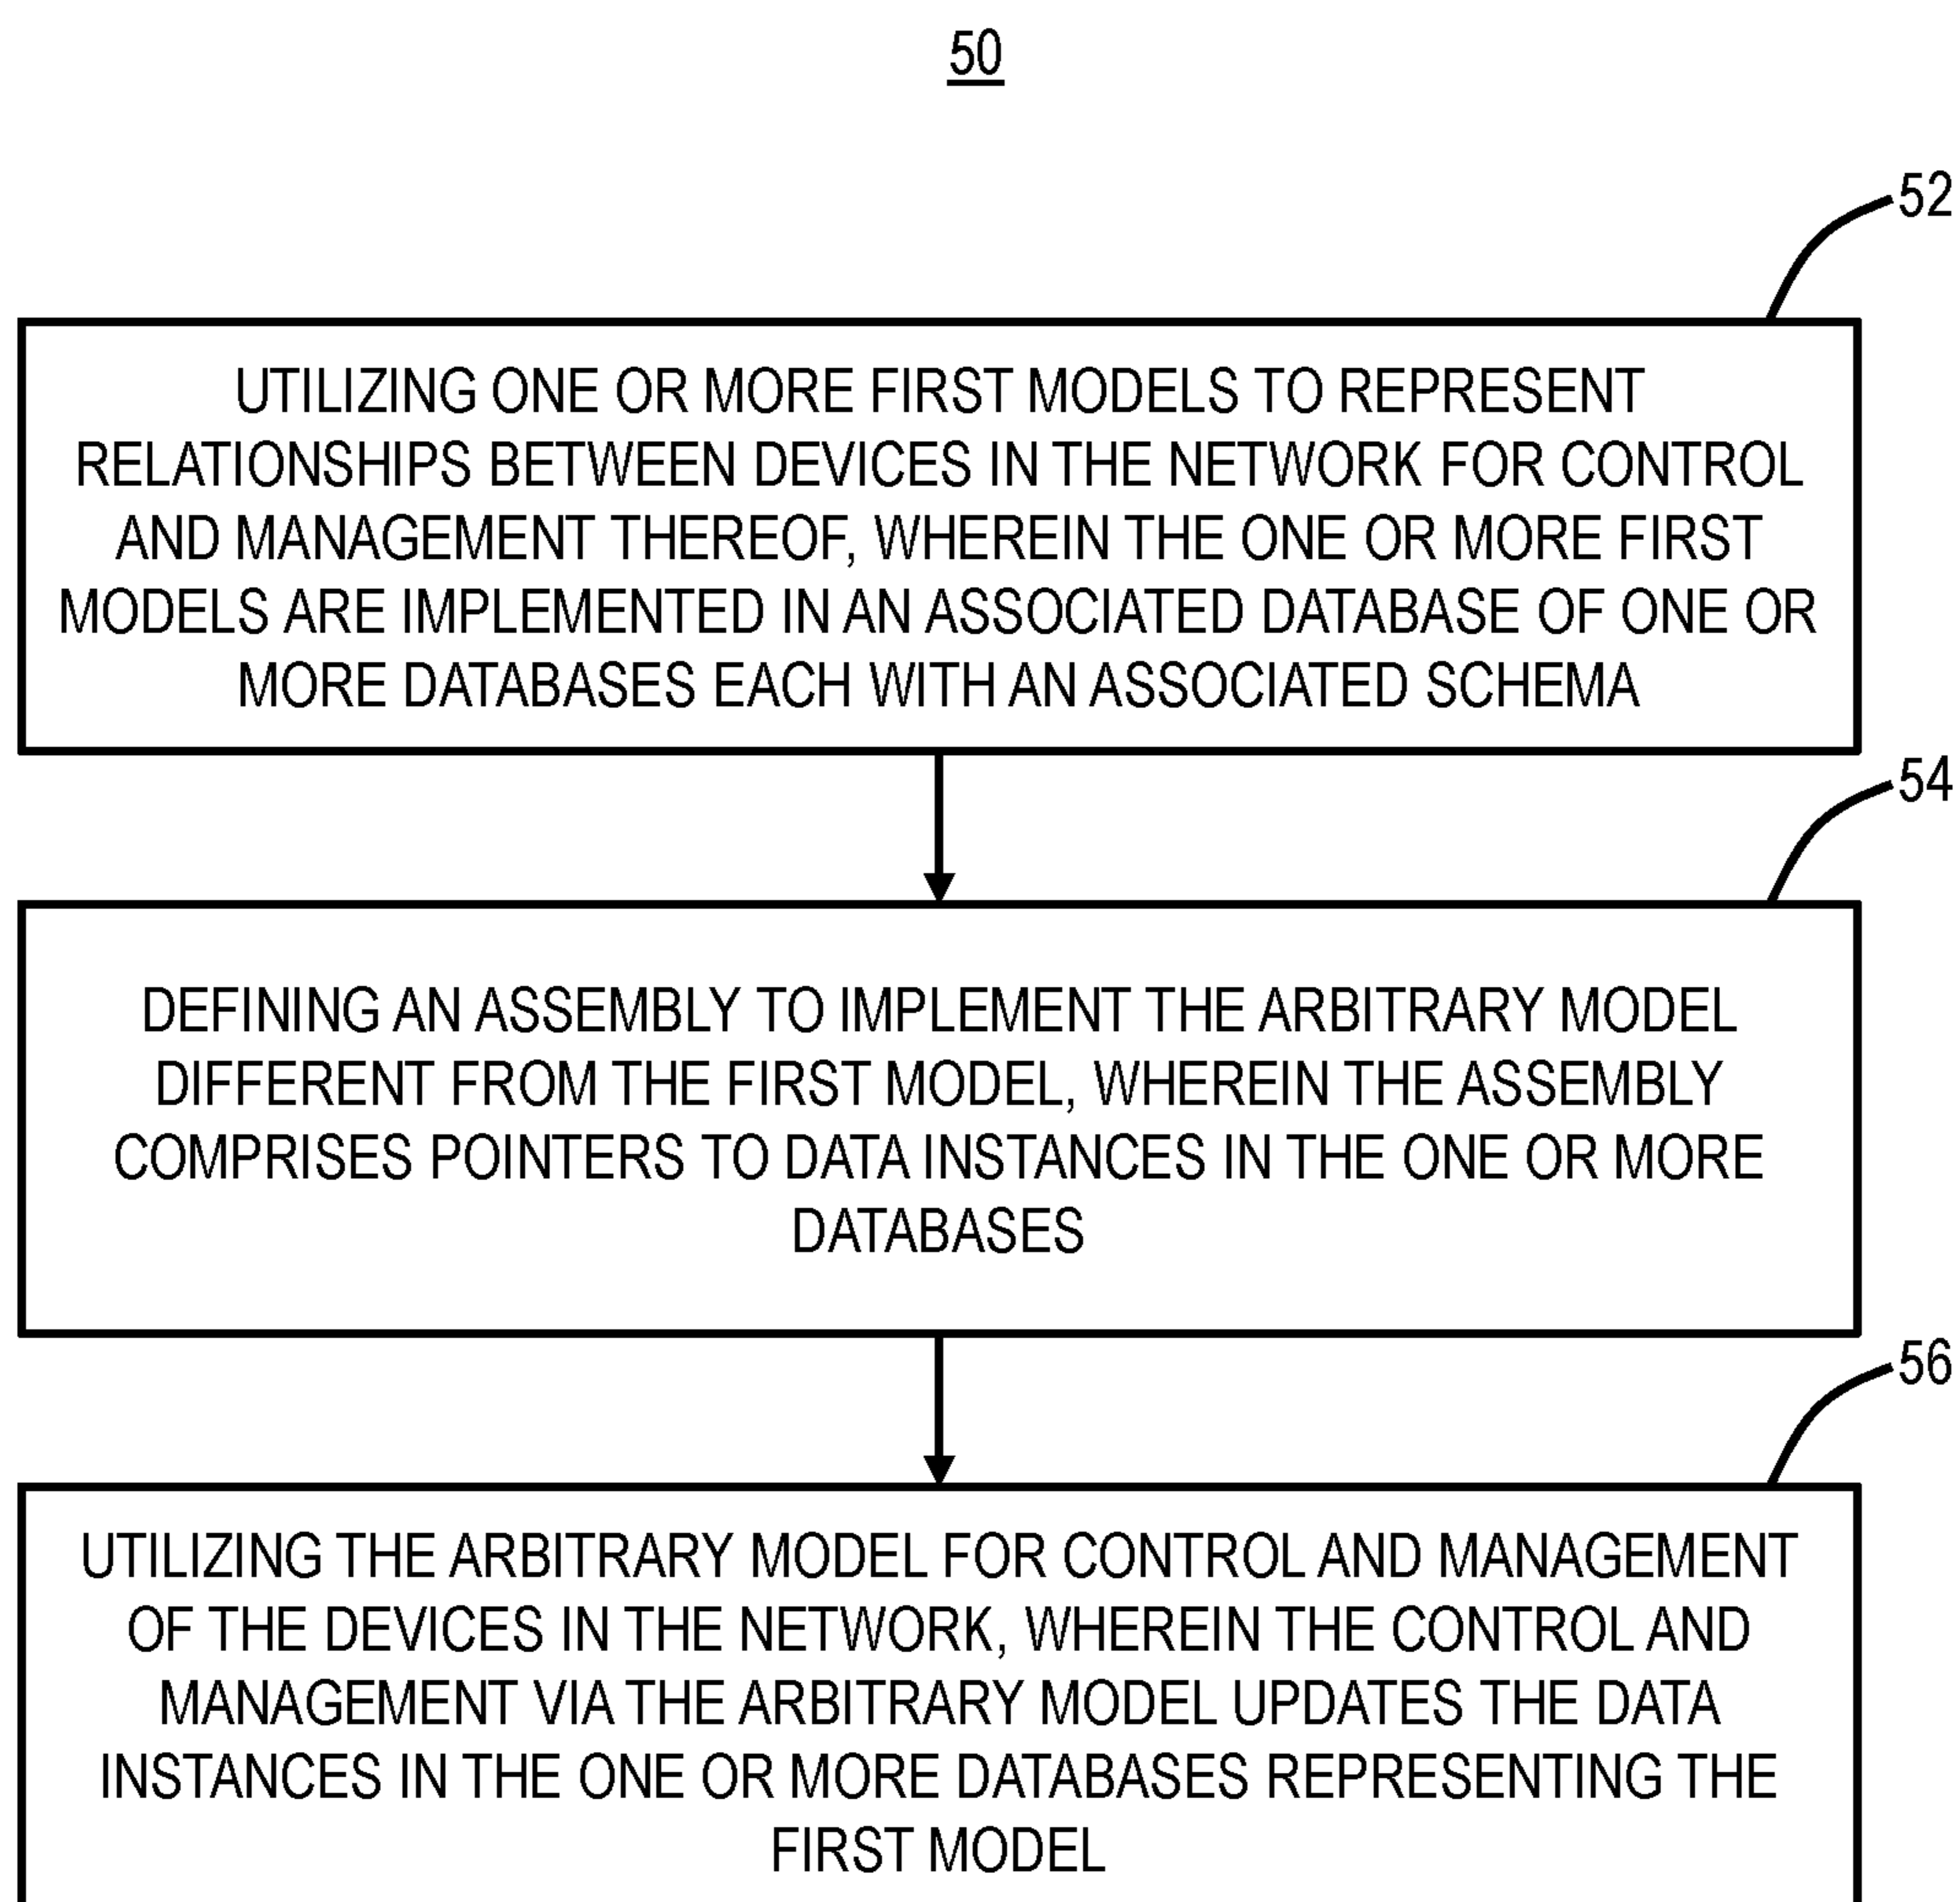 50
52
UTILIZING ONE OR MORE FIRST MODELS TO REPRESENT
RELATIONSHIPS BETWEEN DEVICES IN THE NETWORK FOR CONTROL
AND MANAGEMENT THEREOF, WHEREIN THE ONE OR MORE FIRST
MODELS ARE IMPLEMENTED IN AN ASSOCIATED DATABASE OF ONE OR
MORE DATABASES EACH WITH AN ASSOCIATED SCHEMA
54
DEFINING AN ASSEMBLY TO IMPLEMENT THE ARBITRARY MODEL
DIFFERENT FROM THE FIRST MODEL, WHEREIN THE ASSEMBLY
COMPRISES POINTERS TO DATA INSTANCES IN THE ONE OR MORE
DATABASES
56
UTILIZING THE ARBITRARY MODEL FOR CONTROL AND MANAGEMENT
OF THE DEVICES IN THE NETWORK, WHEREIN THE CONTROL AND
MANAGEMENT VIA THE ARBITRARY MODEL UPDATES THE DATA
INSTANCES IN THE ONE OR MORE DATABASES REPRESENTING THE
FIRST MODEL